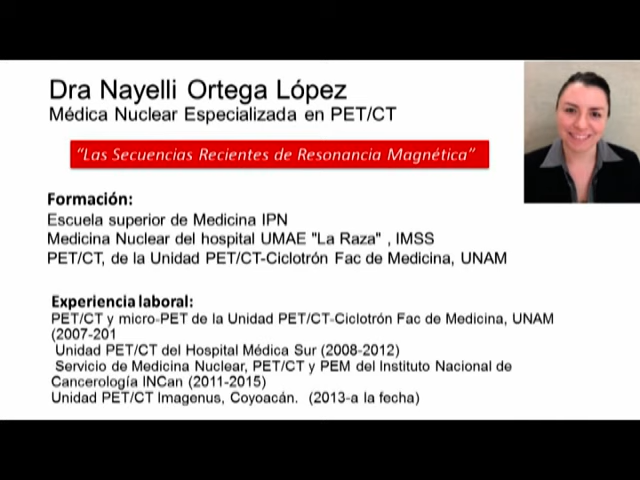 Dra Nayelli Ortega López
Médica Nuclear Especializada en PET/CT
“Las Secuencias Recientes de Resonancia Magnética”
Formación:
Escuela superior de Medicina IPN
Medicina Nuclear del hospital UMAE "La Raza" , IMSS
PET/CT, de la Unidad PET/CT-Ciclotrón Fac de Medicina, UNAM
Experiencia laboral:
PET/CT y micro-PET de la Unidad PET/CT-Ciclotrón Fac de Medicina, UNAM
(2007-201
Unidad PET/CT del Hospital Médica Sur (2008-2012)
Servicio de Medicina Nuclear, PET/CT y PEM del Instituto Nacional de
Cancerología INCan (2011-2015)
Unidad PET/CT Imagenus, Coyoacán. (2013-a la fecha)